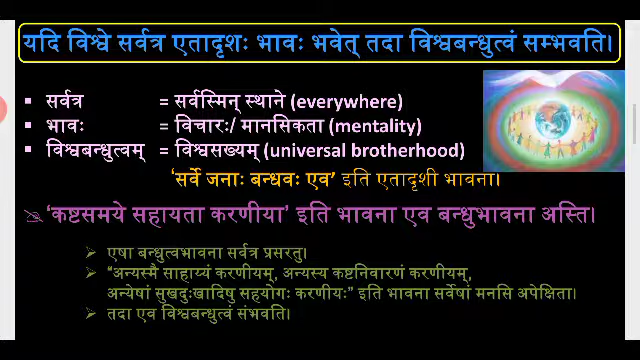 यदि विश्वे सर्वत्र एतादृशः भावः भवेत् तदा विश्वबन्धुत्वं सम्भवति।
▪ सर्वत्र = सर्वस्मिन् स्थाने (everywhere)
▪ भावः = विचारः/ मानसिकता (mentality)
▪ विश्वबन्धुत्वम् = विश्वसख्यम् (universal brotherhood)
‘सर्वे जनाः बन्धवः एव’ इति एतादृशी भावना।
‘कष्टसमये सहायता करणीया’ इति भावना एव बन्धुभावना अस्ति।
➢ एषा बन्धुत्वभावना सर्वत्र प्रसरतु।
➢ “अन्यस्मै साहाय्यं करणीयम्, अन्यस्य कष्टनिवारणं करणीयम्,
अन्येषां सुखदुःखादिषु सहयोगः करणीयः” इति भावना सर्वेषां मनसि अपेक्षिता।
➢ तदा एव विश्वबन्धुत्वं संभवति।